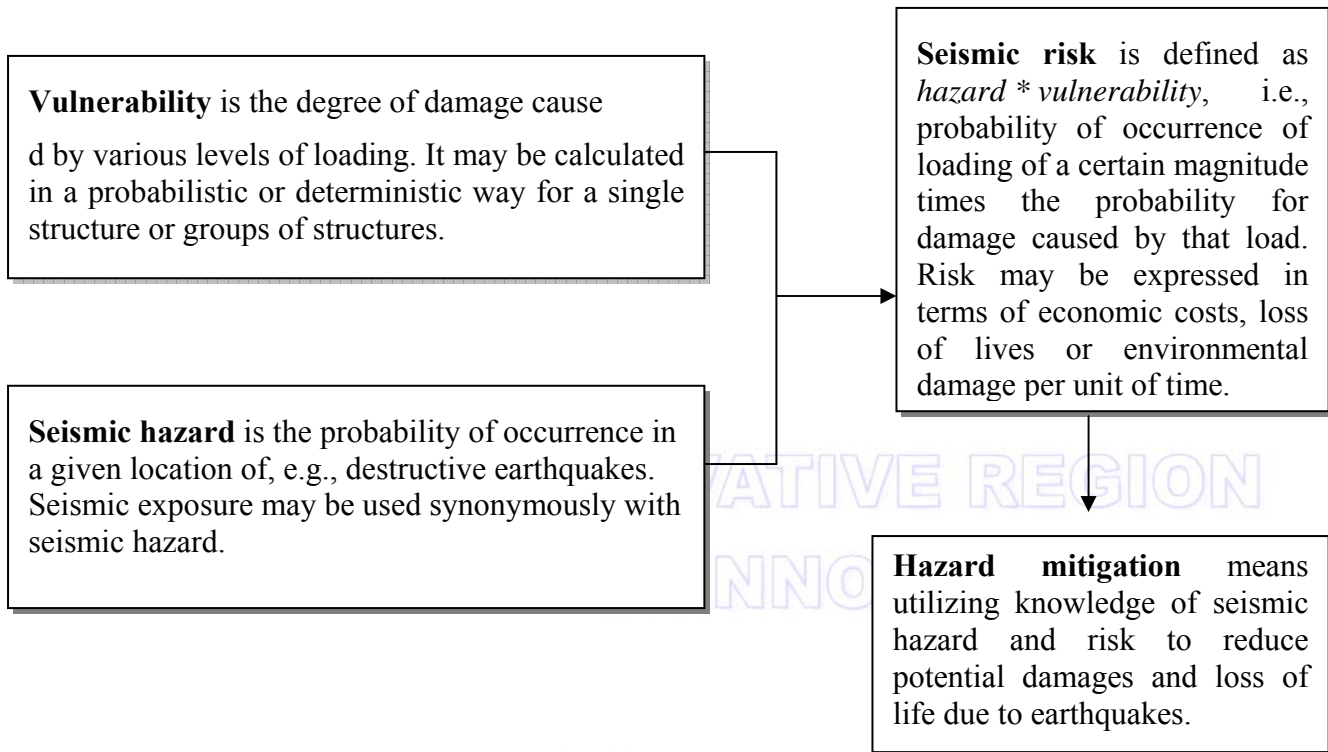 Vulnerability is the degree of damage cause
d by various levels of loading. It may be calculated
in a probabilistic or deterministic way for a single
structure or groups of structures.
Seismic hazard is the probability of occurrence in
a given location of, e.g., destructive earthquakes.
Seismic exposure may be used synonymously with
seismic hazard.
Seismic risk is defined as
hazard * vulnerability, i.e.,
probability of occurrence of
loading of a certain magnitude
times the probability for
damage caused by that load.
Risk may be expressed in
terms of economic costs, loss
of lives or environmental
damage per unit of time.
REGION
Hazard mitigation means
utilizing knowledge of seismic
hazard and risk to reduce
potential damages and loss of
life due to earthquakes.